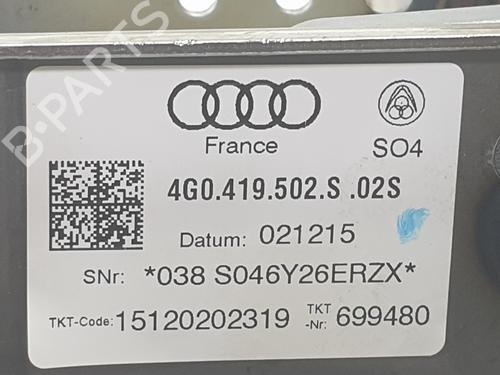 B-PARTS
France
SO4
4G0.419.502.S .02S
Datum: 021215
SNr: *038 S046Y26ERZX*
TKT-Code: 15120202319 TKT-Nr: 699480